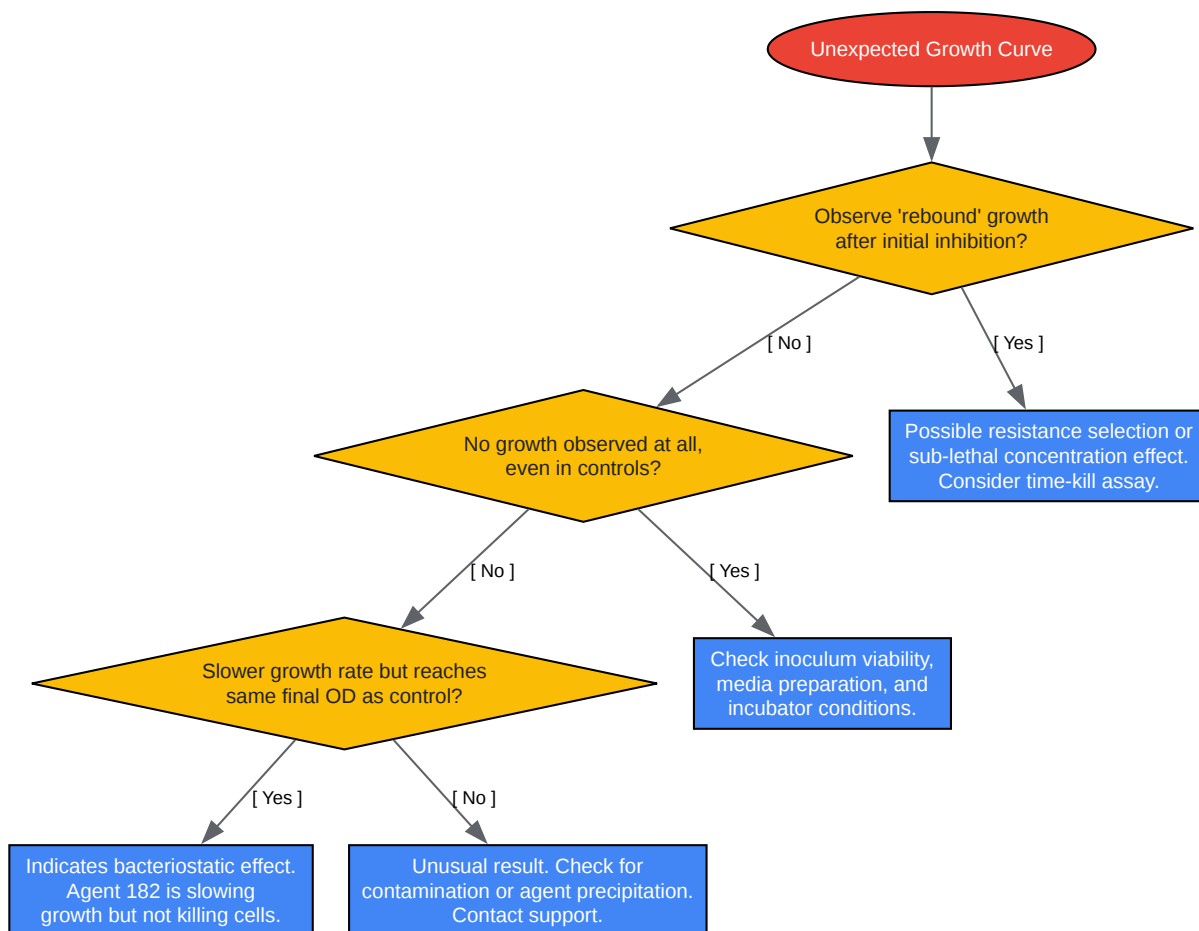 Unexpected Growth Curve
Observe 'rebound' growth
after initial inhibition?
[ No ]
[ Yes ]
Possible resistance selection or
sub-lethal concentration effect.
Consider time-kill assay.
No growth observed at all,
even in controls?
[ No ]
[ Yes ]
Check inoculum viability,
media preparation, and
incubator conditions.
Slower growth rate but reaches
same final OD as control?
[ Yes ]
[ No ]
Indicates bacteriostatic effect.
Agent 182 is slowing
growth but not killing cells.
Unusual result. Check for
contamination or agent precipitation.
Contact support.